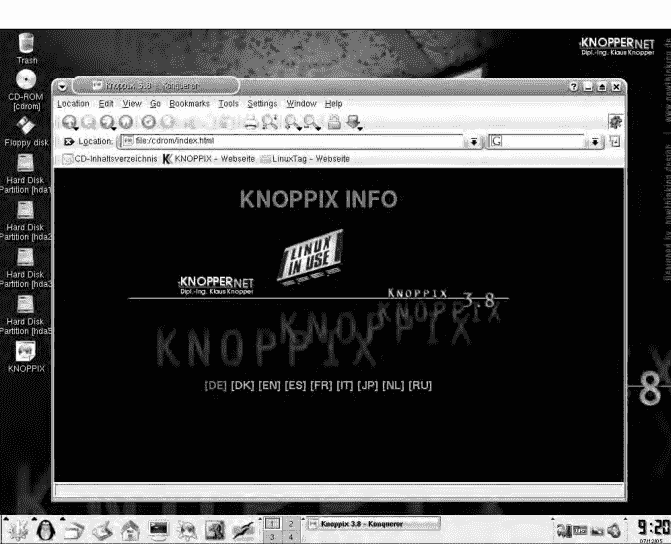 KNOPPERNET
Dipl.-Ing. Klaus Knopper
Trash
CD-ROM
[cdrom]
Floppy disk
Hard Disk
Partition [hda1
Hard Disk
Partition [hda2
Hard Disk
Partition [hda3
Hard Disk
Partition [hda5
KNOPPIX
Knoppix 3.8 - Konqueror
Location Edit View Go Bookmarks Tools Settings Window Help
Location: file:/cdrom/index.html
CD-Inhaltsverzeichnis KNOPPIX - Webseite LinuxTag - Webseite
KNOPPIX INFO
LINUX
IN USE
KNOPPERNET
Dipl.-Ing. Klaus Knopper
KNOPPIX 3.8
KNOPPIX
KNOPPIX
KNOPPIX
[DE] [DK] [EN] [ES] [FR] [IT] [JP] [NL] [RU]
8
1 2
3 4
Knoppix 3.8 - Konqueror
9:20